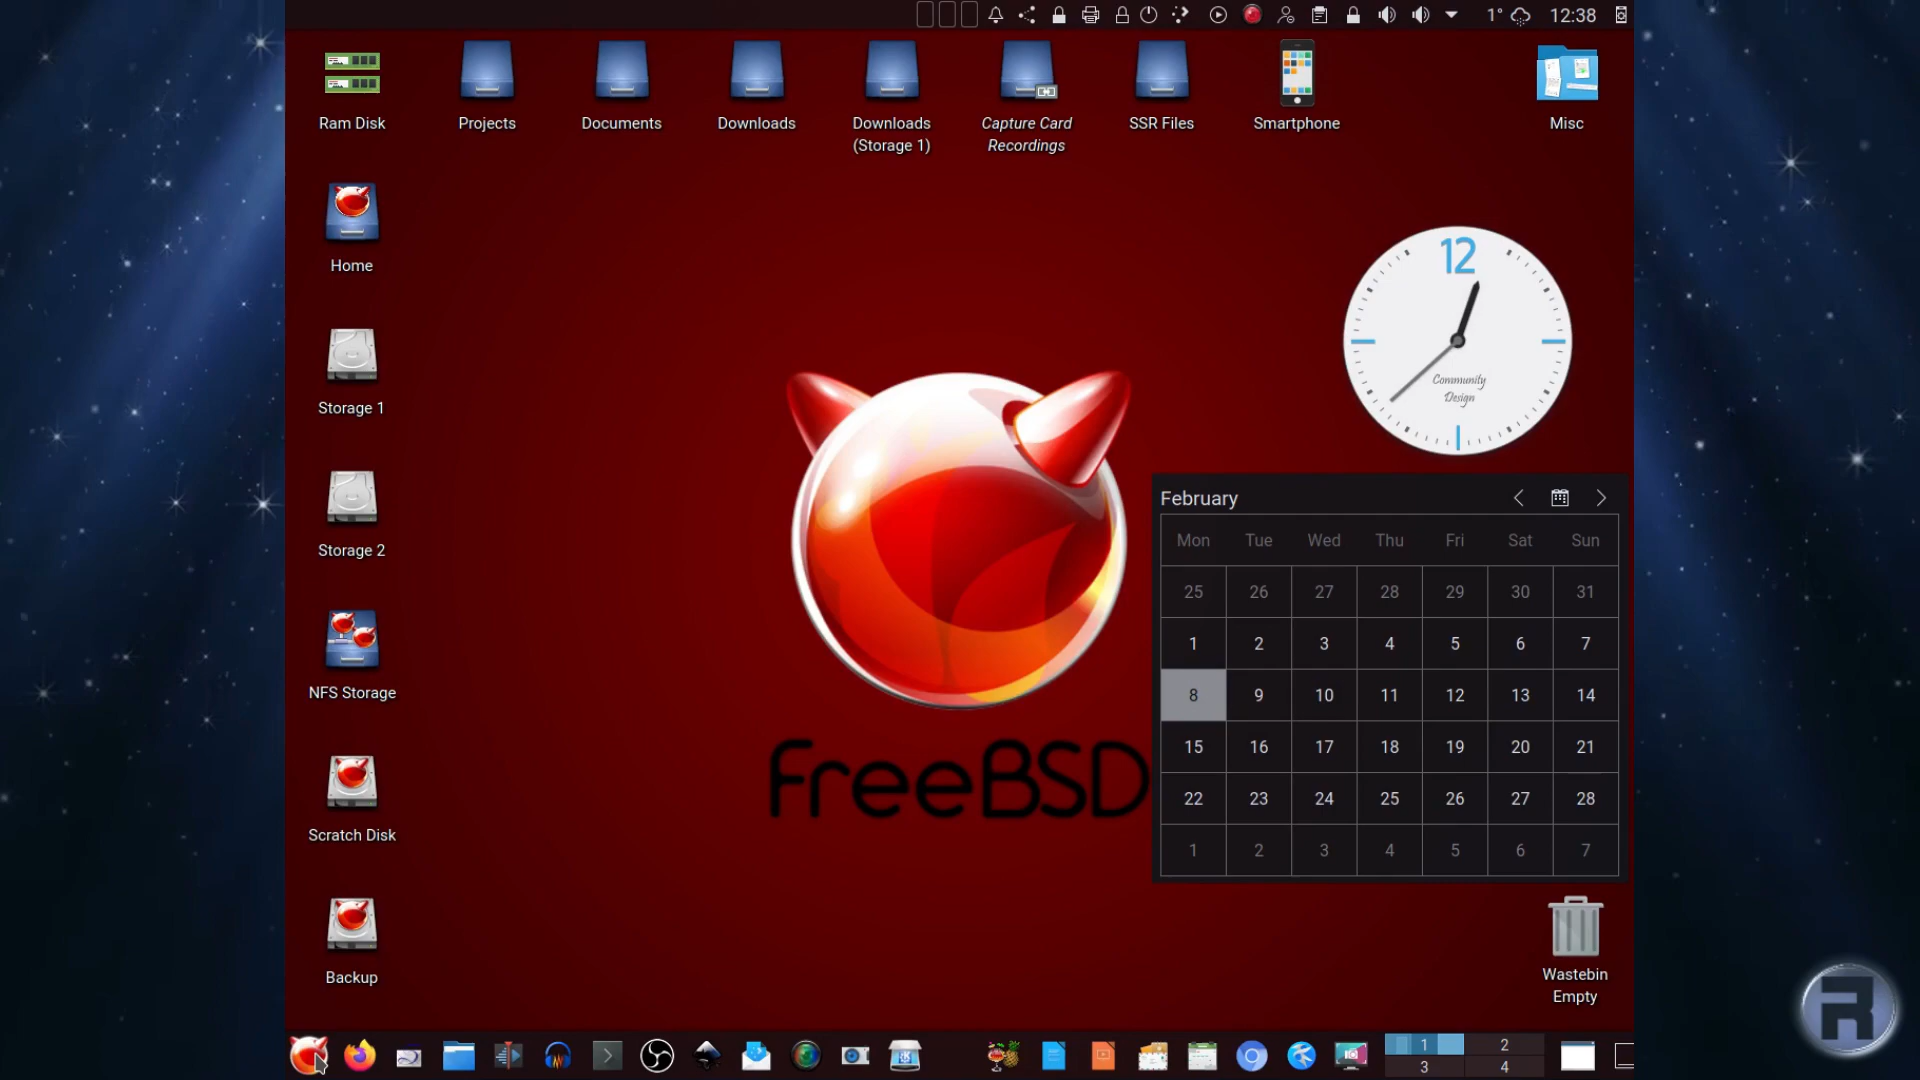 1° 12:38
Ram Disk
Projects
Documents
Downloads
Downloads
(Storage 1)
Capture Card
Recordings
SSR Files
Smartphone
Misc
Home
Storage 1
Storage 2
NFS Storage
Scratch Disk
Backup
12
Community
Design
FreeBSD
February
Mon Tue Wed Thu Fri Sat Sun
25 26 27 28 29 30 31
1 2 3 4 5 6 7
8 9 10 11 12 13 14
15 16 17 18 19 20 21
22 23 24 25 26 27 28
1 2 3 4 5 6 7
Wastebin
Empty
1 2
3 4
R